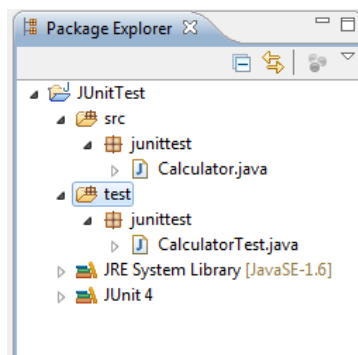 Package Explorer
JUnitTest
src
junittest
Calculator.java
test
junittest
CalculatorTest.java
JRE System Library [JavaSE-1.6]
JUnit 4